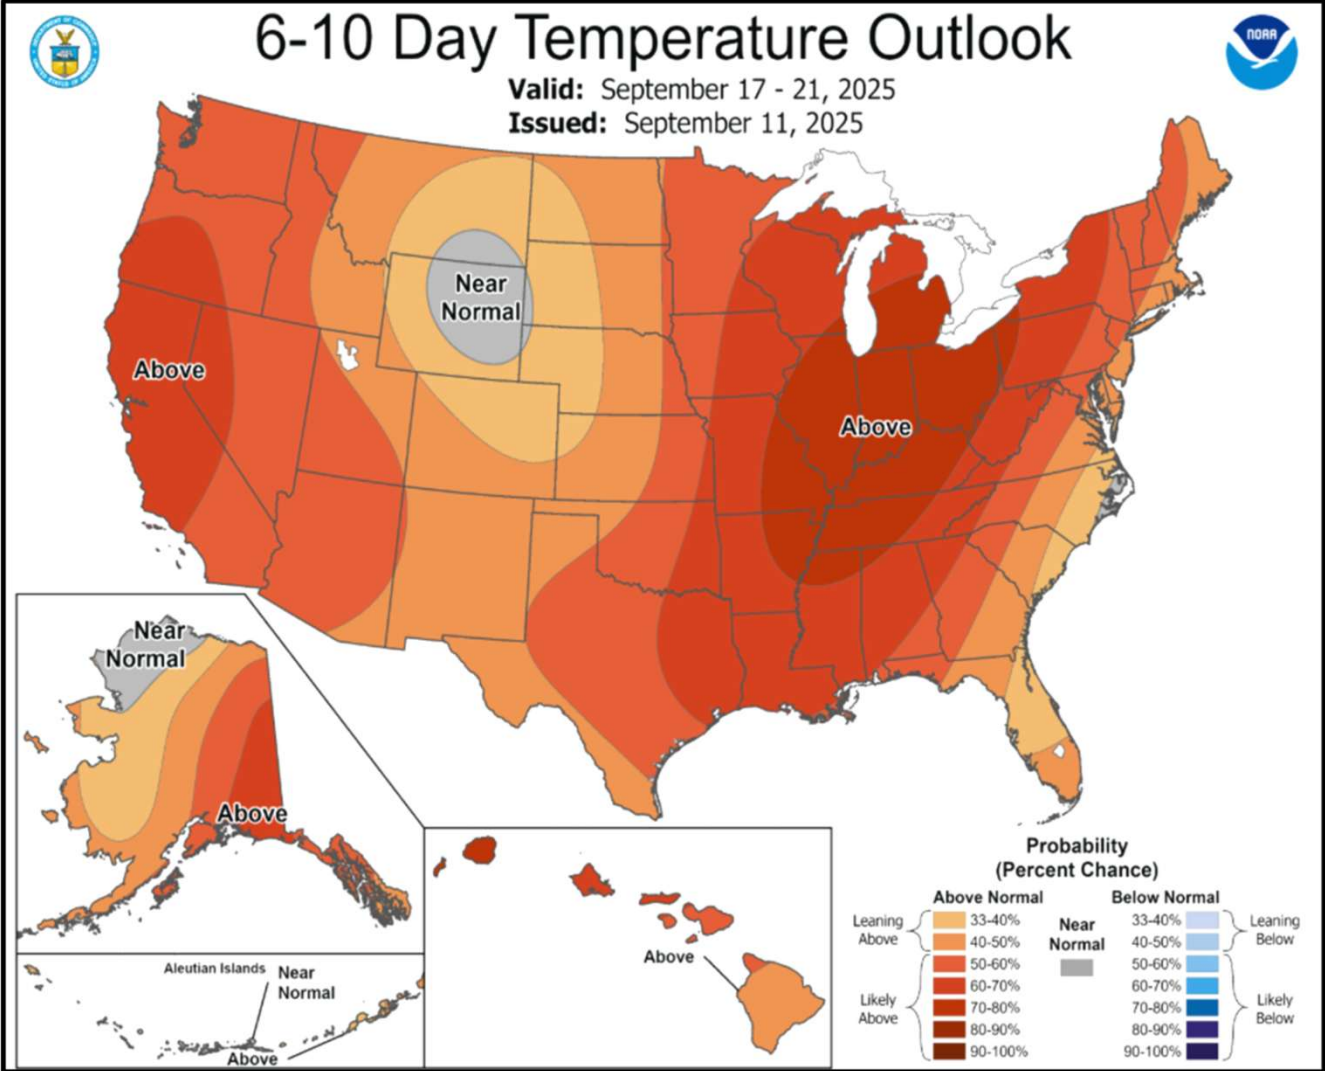 6-10 Day Temperature Outlook
Valid: September 17 - 21, 2025
Issued: September 11, 2025
NOAA
Near
Normal
Above
Above
Near
Normal
Above
Aleutian Islands
Near
Normal
Above
Above
Probability
(Percent Chance)
Above Normal
Below Normal
Leaning
Above
33-40%
40-50%
Near
Normal
33-40%
40-50%
Leaning
Below
Likely
Above
50-60%
60-70%
70-80%
80-90%
90-100%
50-60%
60-70%
70-80%
80-90%
90-100%
Likely
Below